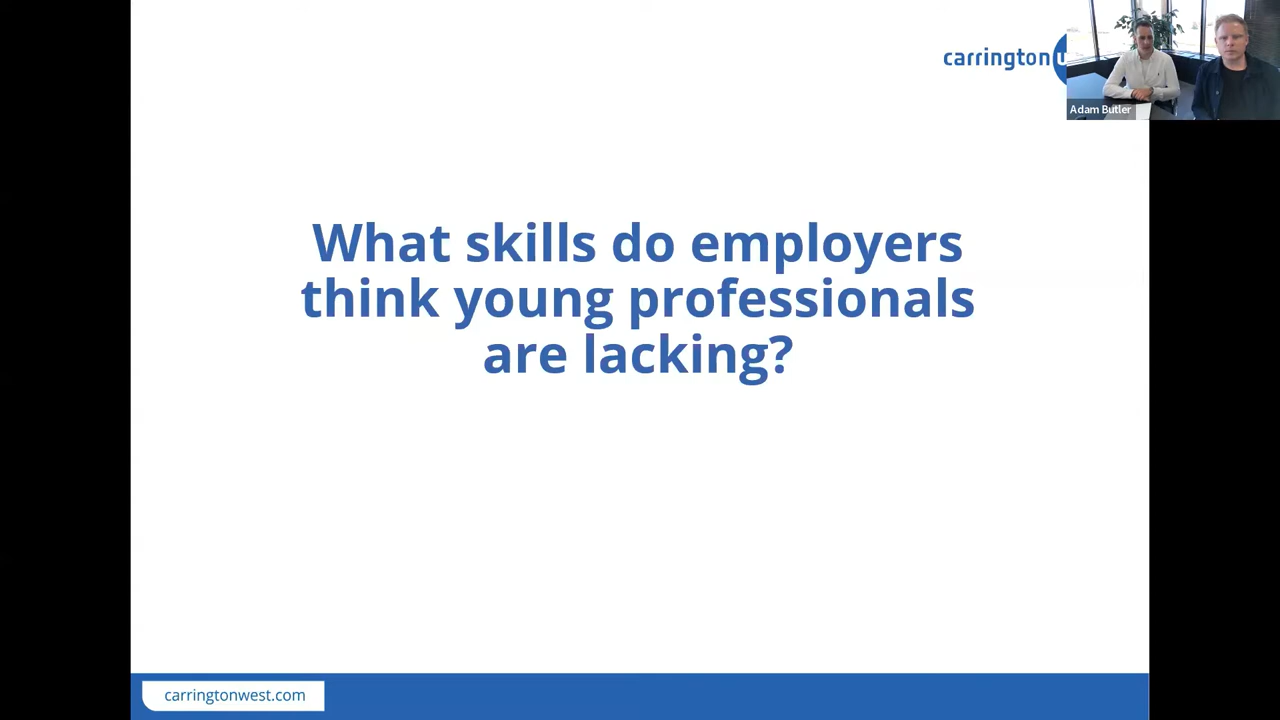 carrington
Adam Butler
What skills do employers
think young professionals
are lacking?
carringtonwest.com